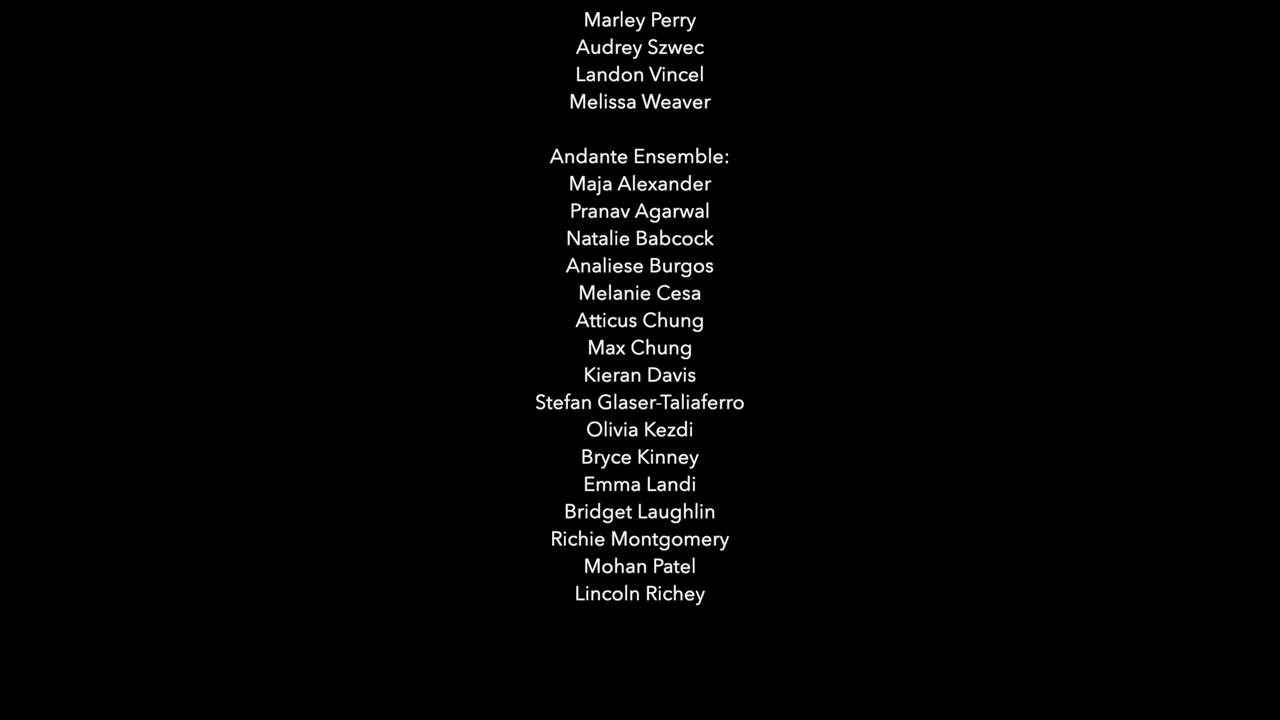 Marley Perry
Audrey Szwec
Landon Vincel
Melissa Weaver
Andante Ensemble:
Maja Alexander
Pranav Agarwal
Natalie Babcock
Analiese Burgos
Melanie Cesa
Atticus Chung
Max Chung
Kieran Davis
Stefan Glaser-Taliaferro
Olivia Kezdi
Bryce Kinney
Emma Landi
Bridget Laughlin
Richie Montgomery
Mohan Patel
Lincoln Richey